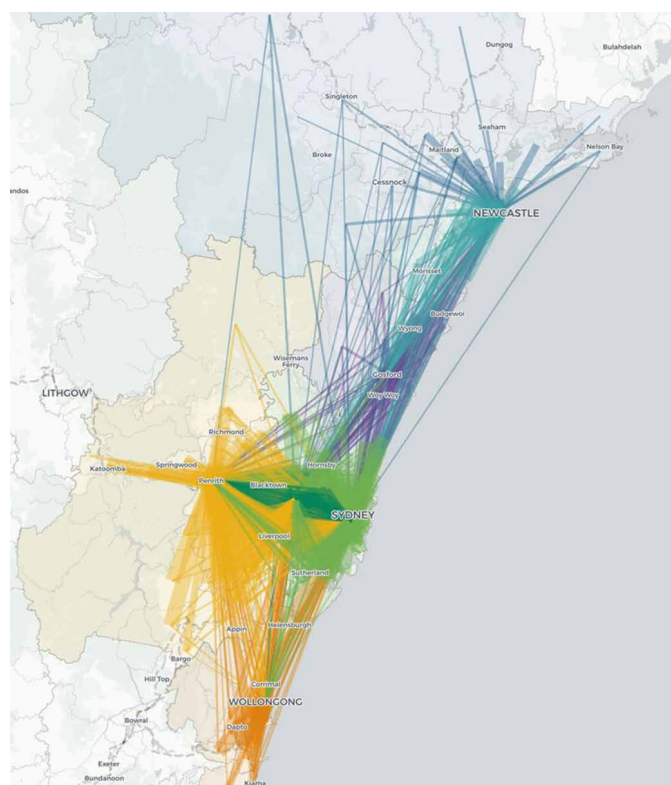 Dungog
Bulahdelah
Singleton
Seaham
Maitland
Nelson Bay
Broke
Cessnock
andos
NEWCASTLE
Morisset
Budgewoi
Wyong
Wisemans
Ferry
Gosford
LITHGOW
Woy Woy
Richmond
Katoomba
Springwood
Hornsby
Penrith
Blacktown
SYDNEY
Liverpool
Sutherland
Appin
Helensburgh
Bargo
Hill Top
Corrimal
WOLLONGONG
Bowral
Dapto
Exeter
Bundanoon
Kiama